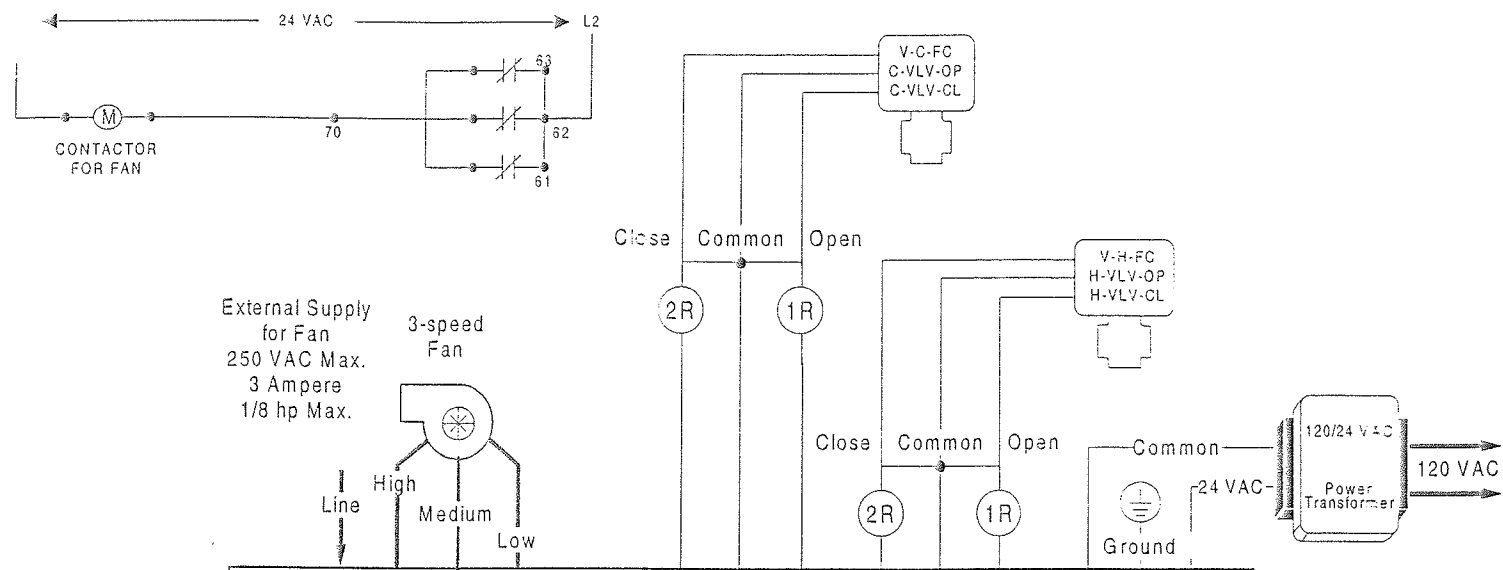 24 VAC
L2
63
62
61
70
M
CONTACTOR
FOR FAN
V-C-FC
C-VLV-OP
C-VLV-CL
Close
Common
Open
2R
1R
V-H-FC
H-VLV-OP
H-VLV-CL
External Supply
for Fan
250 VAC Max.
3 Ampere
1/8 hp Max.
3-speed
Fan
Line
High
Medium
Low
Close
Common
Open
2R
1R
Common
24 VAC
Ground
120/24 VAC
Power
Transformer
120 VAC